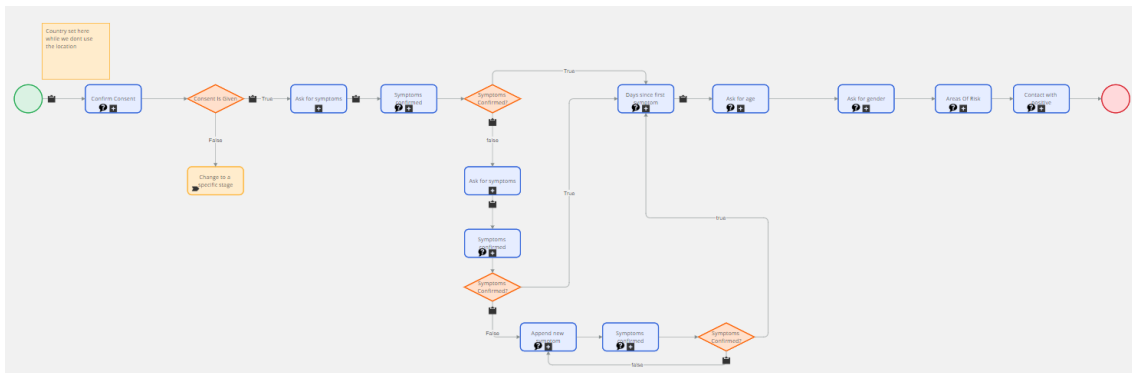 Country set here
while we dont use
the location
Confirm Consent
Consent Is Given
True
Ask for symptoms
Symptoms
confirmed
Symptoms
Confirmed?
True
Days since first
symptom
Ask for age
Ask for gender
Areas Of Risk
Contact with
positive
False
Change to a
specific stage
false
Ask for symptoms
True
Symptoms
confirmed
true
Symptoms
Confirmed?
False
Append new
symptom
Symptoms
confirmed
Symptoms
Confirmed?
false